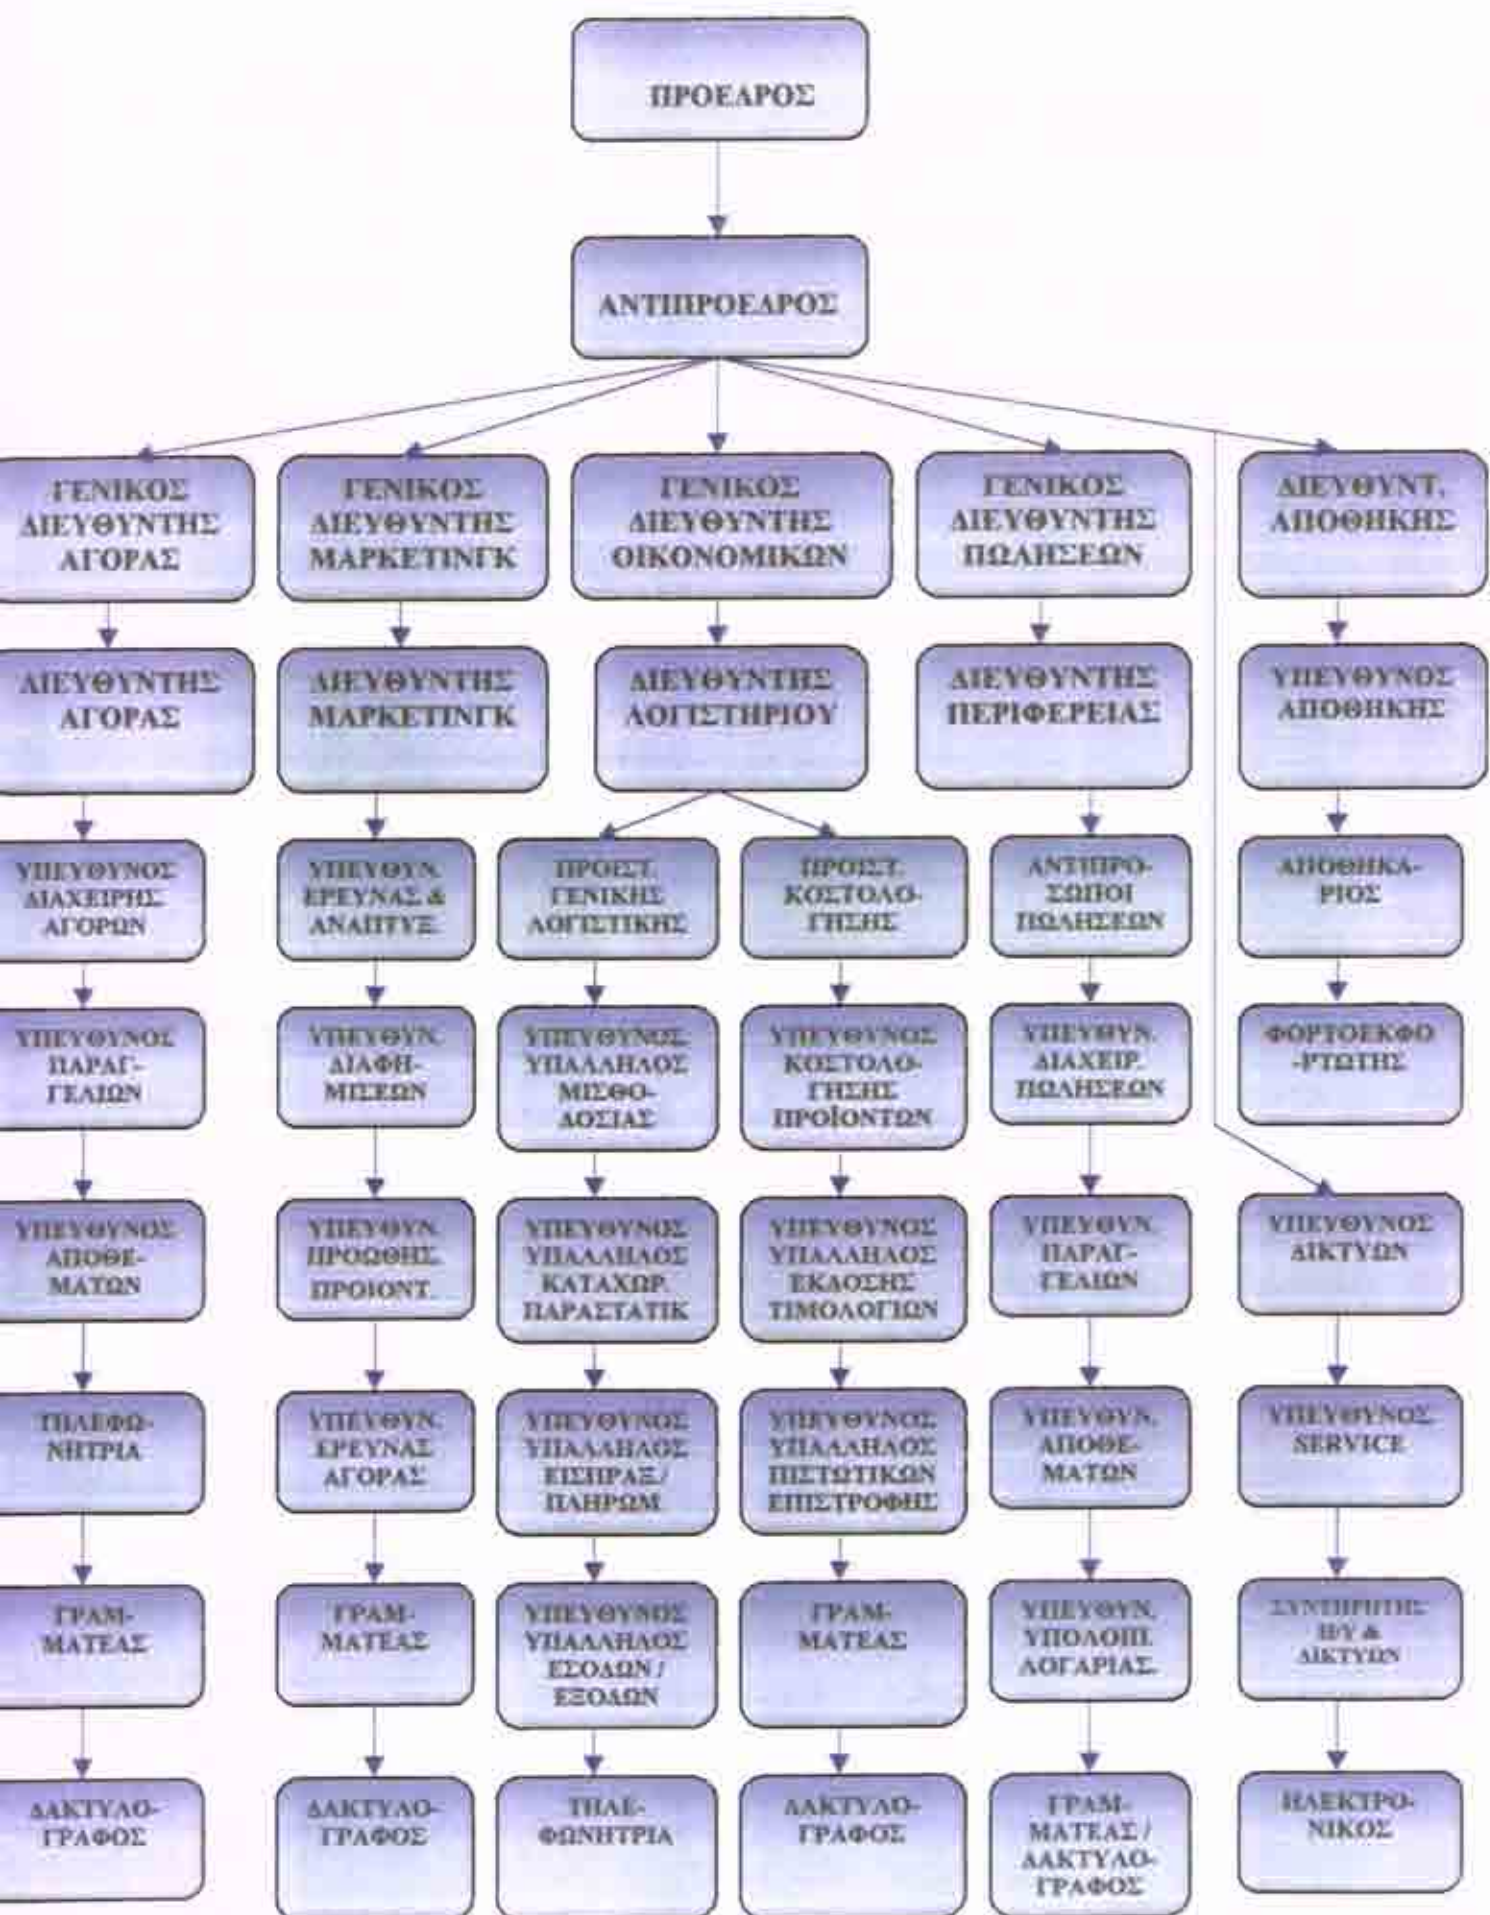 ΠΡΟΕΔΡΟΣ
ΑΝΤΙΠΡΟΕΔΡΟΣ
ΓΕΝΙΚΟΣ
ΔΙΕΥΘΥΝΤΗΣ
ΑΓΟΡΑΣ
ΓΕΝΙΚΟΣ
ΔΙΕΥΘΥΝΤΗΣ
ΜΑΡΚΕΤΙΝΓΚ
ΓΕΝΙΚΟΣ
ΔΙΕΥΘΥΝΤΗΣ
ΟΙΚΟΝΟΜΙΚΩΝ
ΓΕΝΙΚΟΣ
ΔΙΕΥΘΥΝΤΗΣ
ΠΩΛΗΣΕΩΝ
ΔΙΕΥΘΥΝΤ.
ΑΠΟΘΗΚΗΣ
ΔΙΕΥΘΥΝΤΗΣ
ΑΓΟΡΑΣ
ΔΙΕΥΘΥΝΤΗΣ
ΜΑΡΚΕΤΙΝΓΚ
ΔΙΕΥΘΥΝΤΗΣ
ΛΟΓΙΣΤΗΡΙΟΥ
ΔΙΕΥΘΥΝΤΗΣ
ΠΕΡΙΦΕΡΕΙΑΣ
ΥΠΕΥΘΥΝΟΣ
ΑΠΟΘΗΚΗΣ
ΥΠΕΥΘΥΝΟΣ
ΔΙΑΧΕΙΡΗΣ.
ΑΓΟΡΩΝ
ΥΠΕΥΘΥΝ.
ΕΡΕΥΝΑΣ &
ΑΝΑΠΤΥΞ.
ΠΡΟΙΣΤ.
ΓΕΝΙΚΗΣ
ΛΟΓΙΣΤΙΚΗΣ
ΠΡΟΙΣΤ.
ΚΟΣΤΟΛΟ-
ΓΗΣΗΣ
ΑΝΤΙΠΡΟ-
ΣΩΠΟΙ
ΠΩΛΗΣΕΩΝ
ΑΠΟΘΗΚΑ-
ΡΙΟΣ
ΥΠΕΥΘΥΝΟΣ
ΠΑΡΑΓ-
ΓΕΛΙΩΝ
ΥΠΕΥΘΥΝ.
ΔΙΑΦΗ-
ΜΙΣΕΩΝ
ΥΠΕΥΘΥΝΟΣ
ΥΠΑΛΛΗΛΟΣ
ΜΙΣΘΟ-
ΔΟΣΙΑΣ
ΥΠΕΥΘΥΝΟΣ
ΚΟΣΤΟΛΟ-
ΓΗΣΗΣ
ΠΡΟΪΟΝΤΩΝ
ΥΠΕΥΘΥΝ.
ΔΙΑΧΕΙΡ.
ΠΩΛΗΣΕΩΝ
ΦΟΡΤΟΕΚΦΟ
-ΡΤΩΤΗΣ
ΥΠΕΥΘΥΝΟΣ
ΑΠΟΘΕ-
ΜΑΤΩΝ
ΥΠΕΥΘΥΝ.
ΠΡΟΩΘΗΣ.
ΠΡΟΙΟΝΤ.
ΥΠΕΥΘΥΝΟΣ
ΥΠΑΛΛΗΛΟΣ
ΚΑΤΑΧΩΡ.
ΠΑΡΑΣΤΑΤΙΚ
ΥΠΕΥΘΥΝΟΣ
ΥΠΑΛΛΗΛΟΣ
ΕΚΔΟΣΗΣ
ΤΙΜΟΛΟΓΙΩΝ
ΥΠΕΥΘΥΝ.
ΠΑΡΑΓ-
ΓΕΛΙΩΝ
ΥΠΕΥΘΥΝΟΣ
ΔΙΚΤΥΩΝ
ΤΗΛΕΦΩ-
ΝΗΤΡΙΑ
ΥΠΕΥΘΥΝ.
ΕΡΕΥΝΑΣ
ΑΓΟΡΑΣ
ΥΠΕΥΘΥΝΟΣ
ΥΠΑΛΛΗΛΟΣ
ΕΙΣΠΡΑΞ./
ΠΛΗΡΩΜ.
ΥΠΕΥΘΥΝΟΣ
ΥΠΑΛΛΗΛΟΣ
ΠΙΣΤΩΤΙΚΩΝ
ΕΠΙΣΤΡΟΦΗΣ
ΥΠΕΥΘΥΝ.
ΑΠΟΘΕ-
ΜΑΤΩΝ
ΥΠΕΥΘΥΝΟΣ
SERVICE
ΓΡΑΜ-
ΜΑΤΕΑΣ
ΓΡΑΜ-
ΜΑΤΕΑΣ
ΥΠΕΥΘΥΝΟΣ
ΥΠΑΛΛΗΛΟΣ
ΕΣΟΔΩΝ /
ΕΞΟΔΩΝ
ΓΡΑΜ-
ΜΑΤΕΑΣ
ΥΠΕΥΘΥΝ.
ΥΠΟΛΟΙΠ.
ΛΟΓΑΡΙΑΣ.
ΣΥΝΤΗΡΗΤΗΣ
Η/Υ &
ΔΙΚΤΥΩΝ
ΔΑΚΤΥΛΟ-
ΓΡΑΦΟΣ
ΔΑΚΤΥΛΟ-
ΓΡΑΦΟΣ
ΤΗΛΕ-
ΦΩΝΗΤΡΙΑ
ΔΑΚΤΥΛΟ-
ΓΡΑΦΟΣ
ΓΡΑΜ-
ΜΑΤΕΑΣ /
ΔΑΚΤΥΛΟ-
ΓΡΑΦΟΣ
ΗΛΕΚΤΡΟ-
ΝΙΚΟΣ